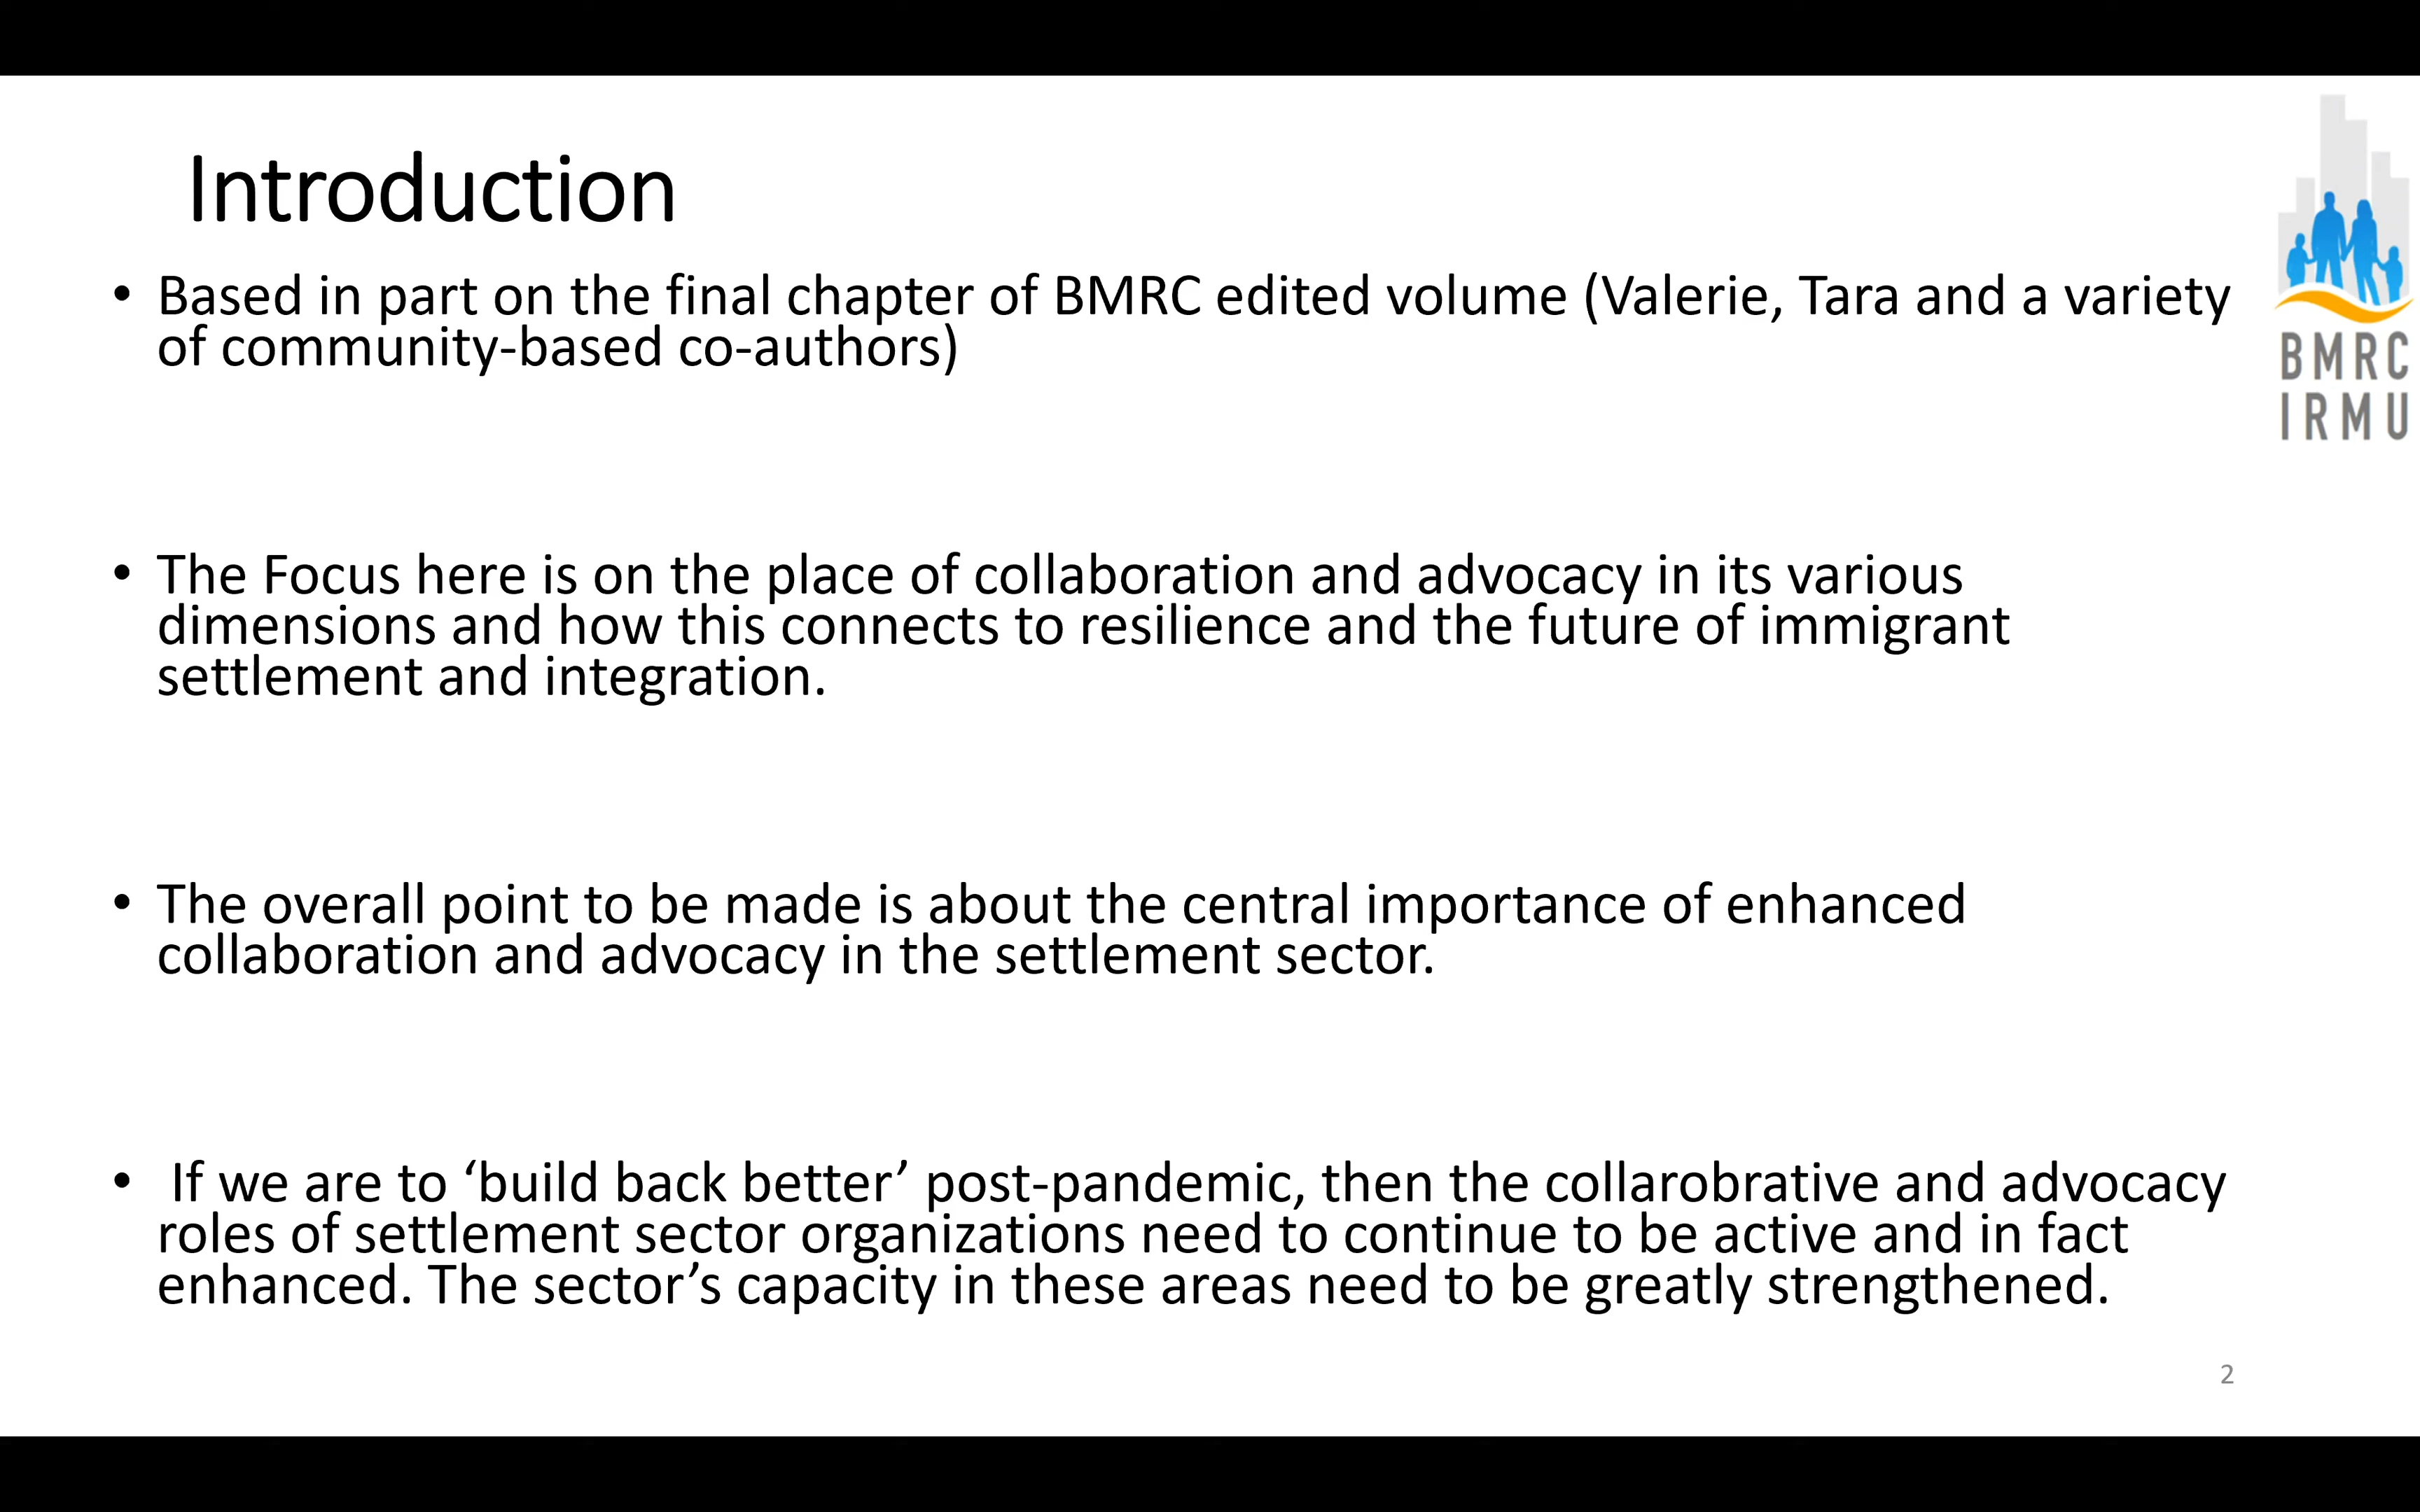 Introduction
• Based in part on the final chapter of BMRC edited volume (Valerie, Tara and a variety
of community-based co-authors)
• The Focus here is on the place of collaboration and advocacy in its various
dimensions and how this connects to resilience and the future of immigrant
settlement and integration.
• The overall point to be made is about the central importance of enhanced
collaboration and advocacy in the settlement sector.
• If we are to ‘build back better’ post-pandemic, then the collarobrative and advocacy
roles of settlement sector organizations need to continue to be active and in fact
enhanced. The sector’s capacity in these areas need to be greatly strengthened.
BMRC
IRMU
2